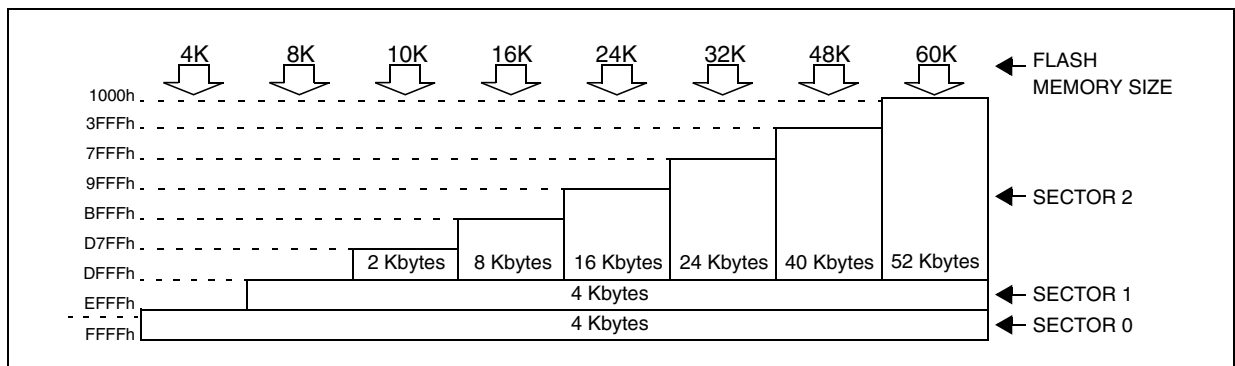 4K 8K 10K 16K 24K 32K 48K 60K FLASH
MEMORY SIZE
1000h
3FFFh
7FFFh
9FFFh
SECTOR 2
BFFFh
D7FFh
2 Kbytes 8 Kbytes 16 Kbytes 24 Kbytes 40 Kbytes 52 Kbytes
DFFFh
4 Kbytes SECTOR 1
EFFFh
4 Kbytes SECTOR 0
FFFFh